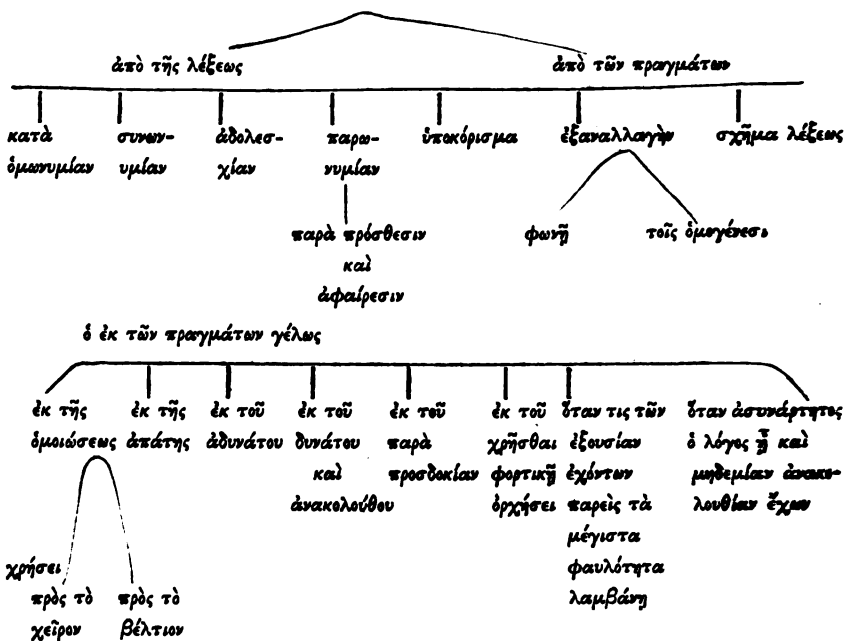 ἀπὸ τῆς λέξεως ἀπὸ τῶν πραγμάτων
κατὰ συνων- ἀδολεσ- παρω- ὑποκόρισμα ἐξαναλλαγὴν σχῆμα λέξεως
ὁμωνυμίαν υμίαν χίαν νυμίαν
παρὰ πρόσθεσιν φωνῇ τοῖς ὁμογένεσι
καὶ
ἀφαίρεσιν
ὁ ἐκ τῶν πραγμάτων γέλως
ἐκ τῆς ἐκ τῆς ἐκ τοῦ ἐκ τοῦ ἐκ τοῦ ἐκ τοῦ ὅταν τις τῶν ὅταν ἀσυνάρτητος
ὁμοιώσεως ἀπάτης ἀδυνάτου δυνάτου παρὰ χρῆσθαι ἐξουσίαν ὁ λόγος ᾖ καὶ
καὶ προσδοκίαν φορτικῇ ἐχόντων μηδεμίαν ἀνακο-
ἀνακολούθου ὀρχήσει παρεὶς τὰ λουθίαν ἔχων
μέγιστα
χρήσει φαυλότητα
πρὸς τὸ πρὸς τὸ λαμβάνῃ
χεῖρον βέλτιον